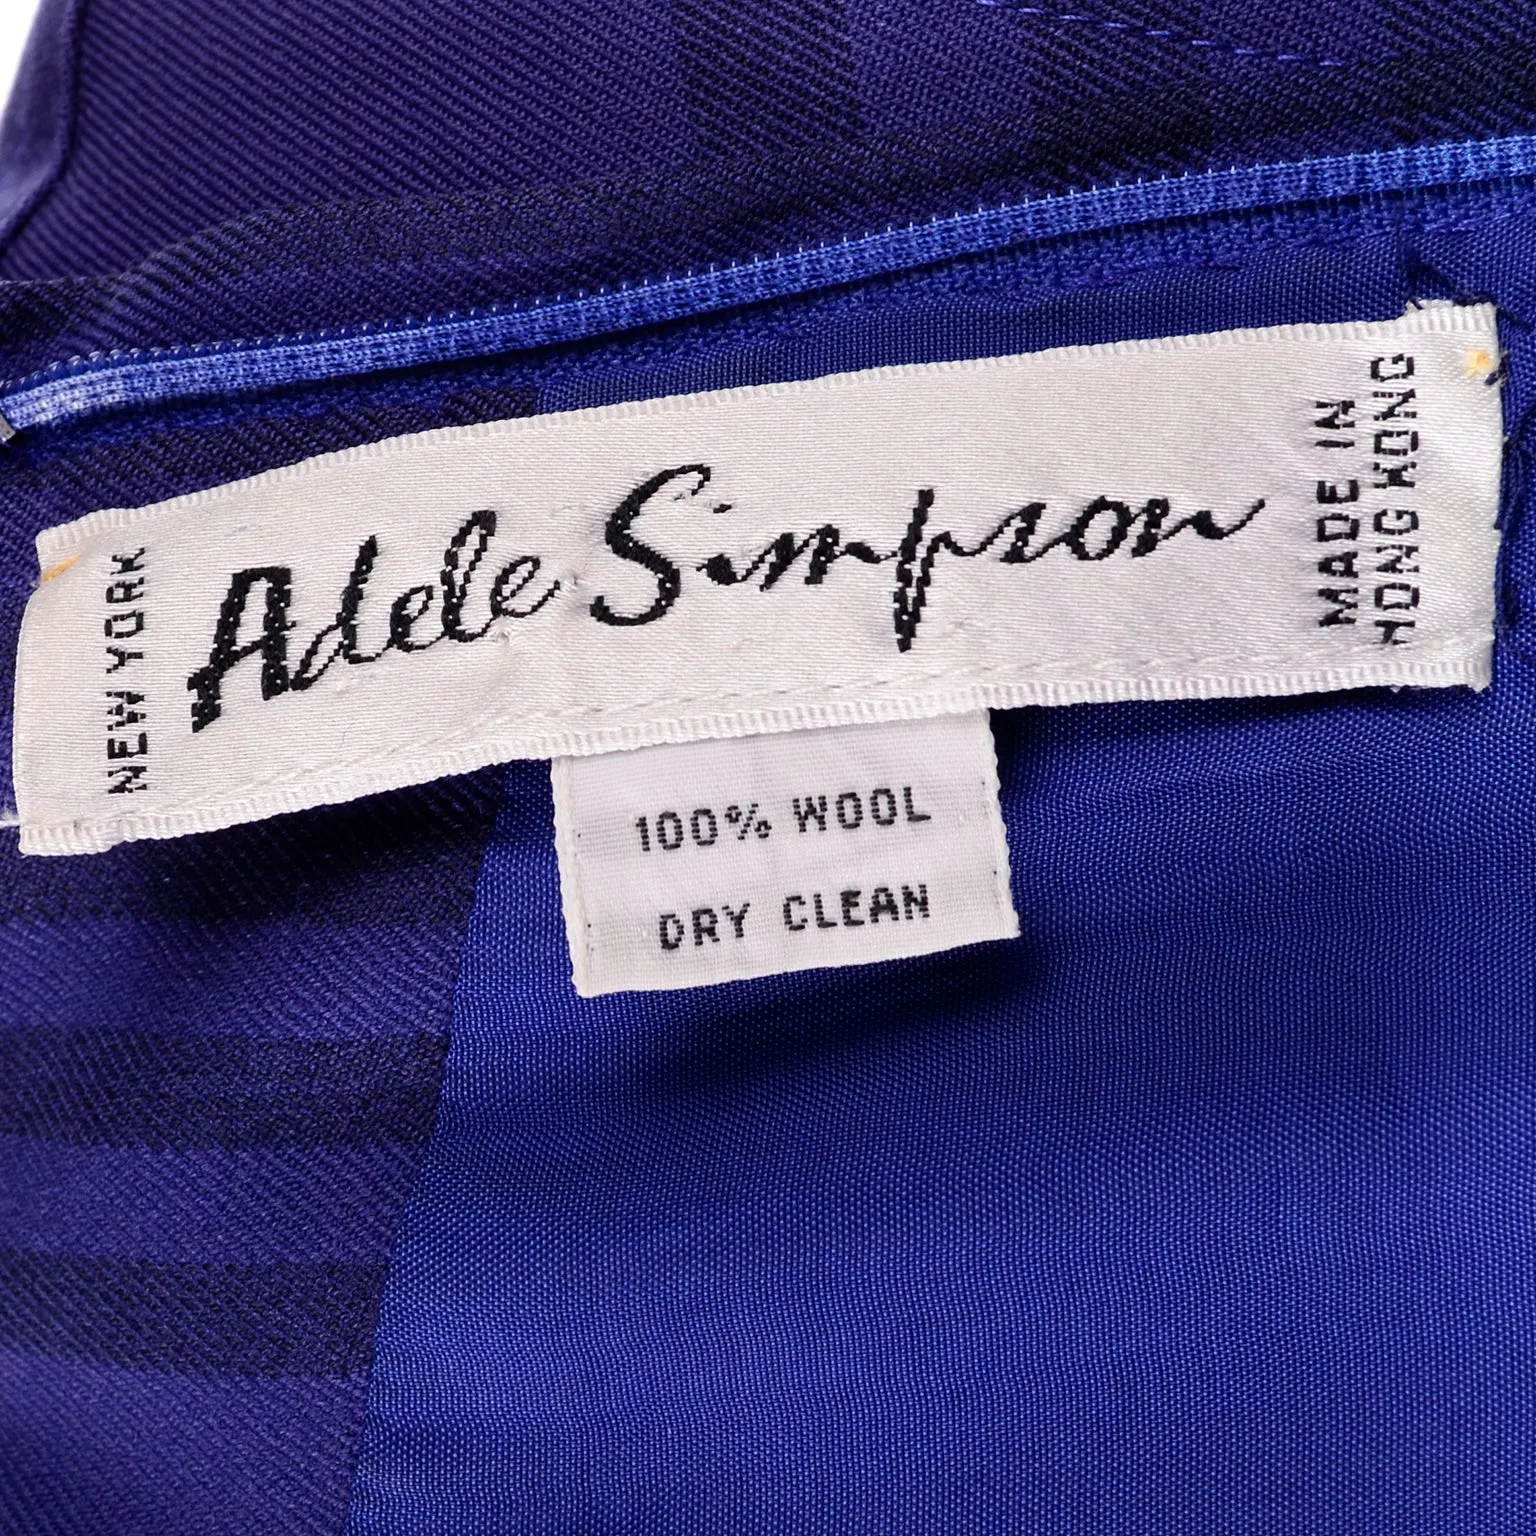 NEW YORK
Adele Simpson
MADE IN
HONG KONG
100% WOOL
DRY CLEAN